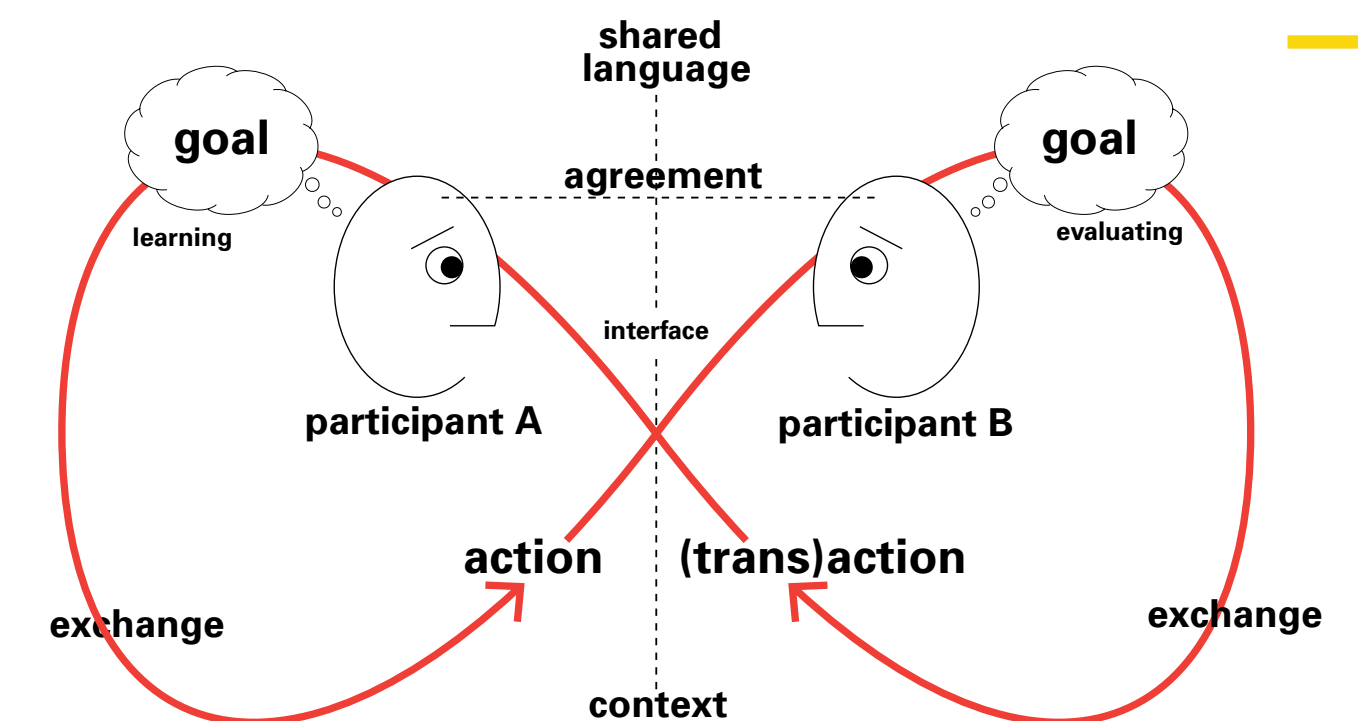 shared
language
goal
goal
agreement
learning
evaluating
interface
participant A
participant B
action
(trans)action
exchange
exchange
context